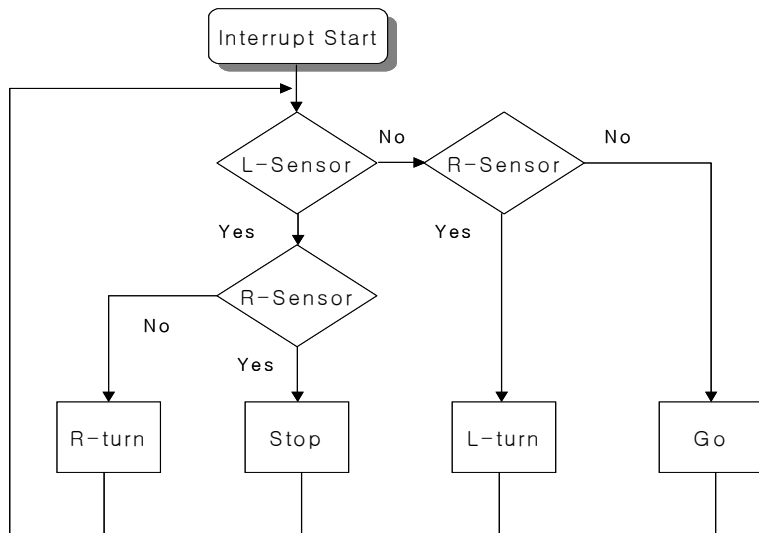 Interrupt Start
No
No
L-Sensor
R-Sensor
Yes
Yes
R-Sensor
No
Yes
R-turn
Stop
L-turn
Go